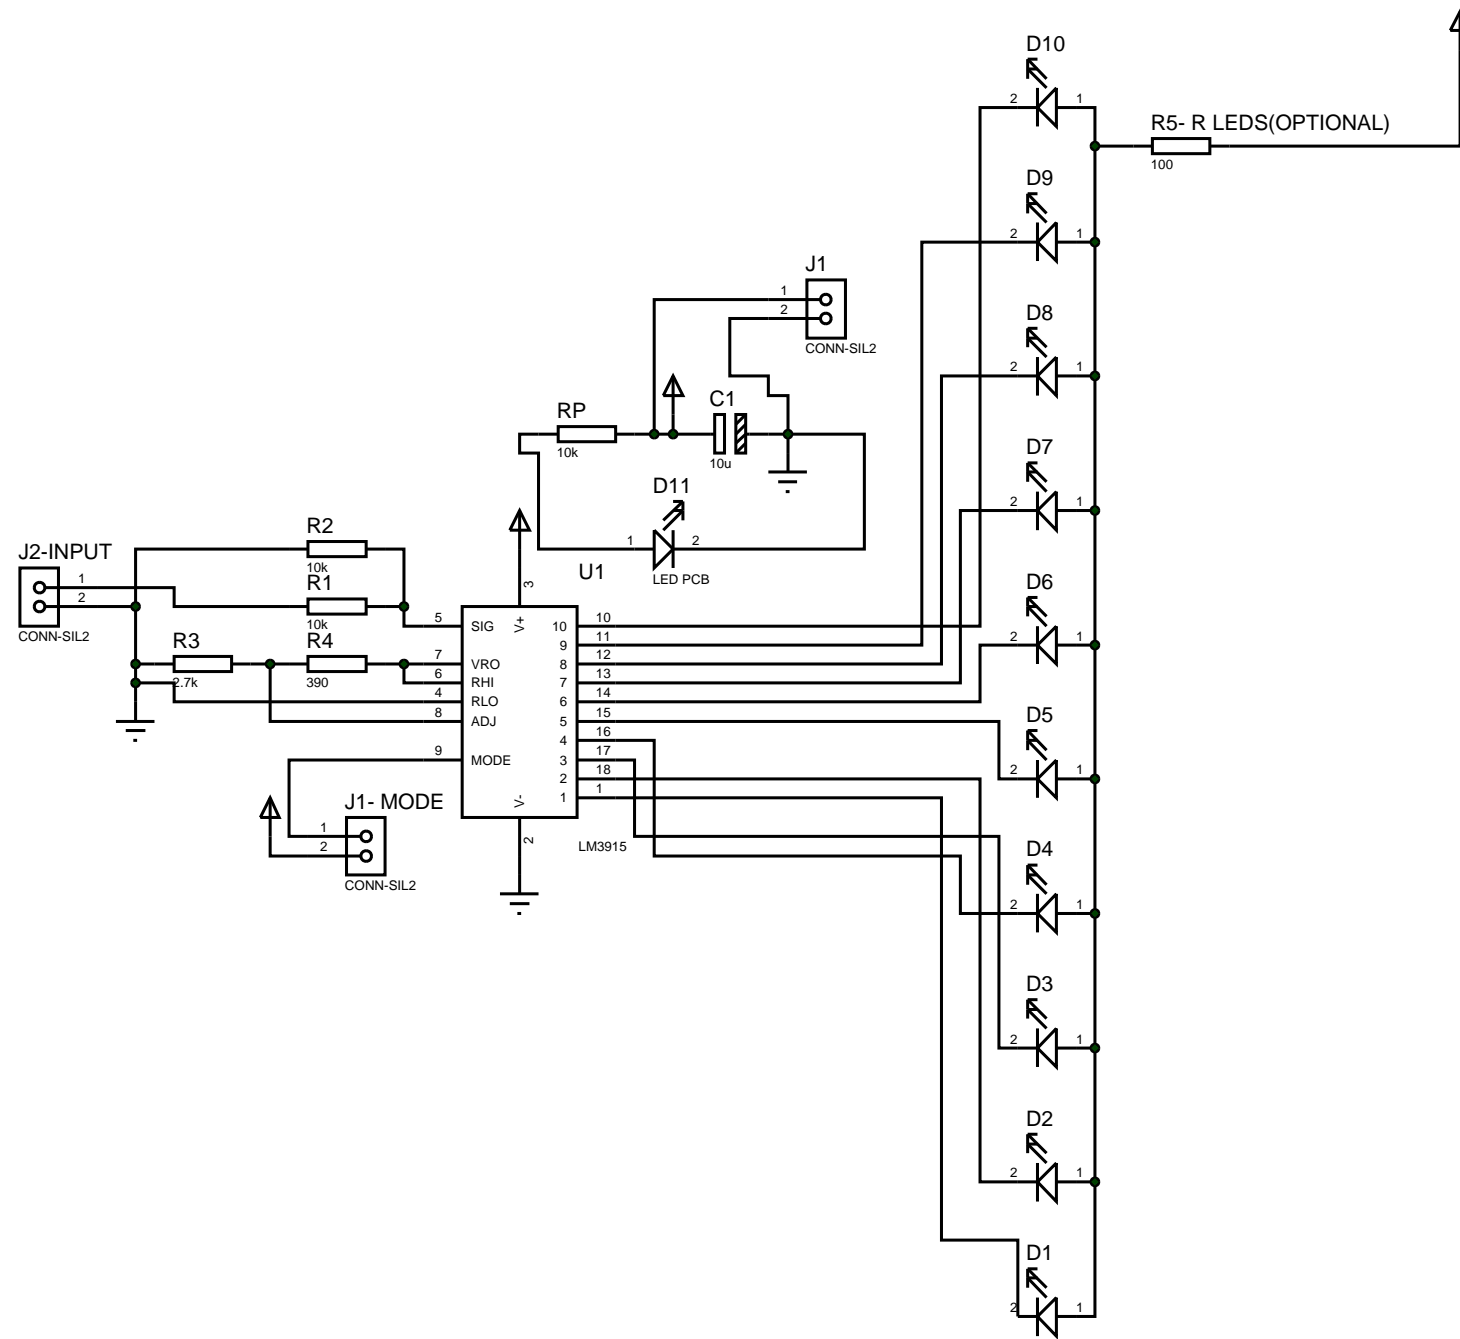 D10
2 1
R5- R LEDS(OPTIONAL)
100
D9
2 1
J1
1
2
CONN-SIL2
D8
2 1
RP
10k
C1
10u
D7
2 1
D11
1 2
LED PCB
J2-INPUT
1
2
CONN-SIL2
R2
10k
R1
10k
R3
2.7k
R4
390
U1
3
V+
5 SIG
7 VRO
6 RHI
4 RLO
8 ADJ
9 MODE
V-
2
10 10
9 11
8 12
7 13
6 14
5 15
4 16
3 17
2 18
1 1
LM3915
J1- MODE
1
2
CONN-SIL2
D6
2 1
D5
2 1
D4
2 1
D3
2 1
D2
2 1
D1
2 1